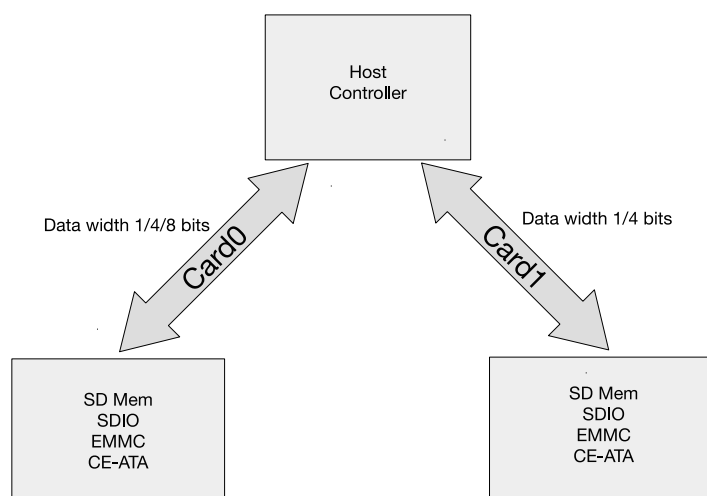 Host
Controller
Data width 1/4/8 bits
Data width 1/4 bits
Card0
Card1
SD Mem
SDIO
EMMC
CE-ATA
SD Mem
SDIO
EMMC
CE-ATA